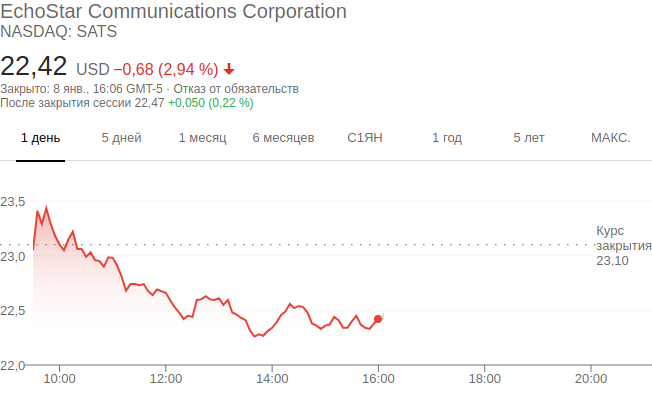 EchoStar Communications Corporation
NASDAQ: SATS
22,42 USD −0,68 (2,94 %)
Закрыто: 8 янв., 16:06 GMT-5 · Отказ от обязательств
После закрытия сессии 22,47 +0,050 (0,22 %)
1 день 5 дней 1 месяц 6 месяцев С1ЯН 1 год 5 лет МАКС.
23,5
Курс
закрытия
23,10
23,0
22,5
22,0
10:00 12:00 14:00 16:00 18:00 20:00